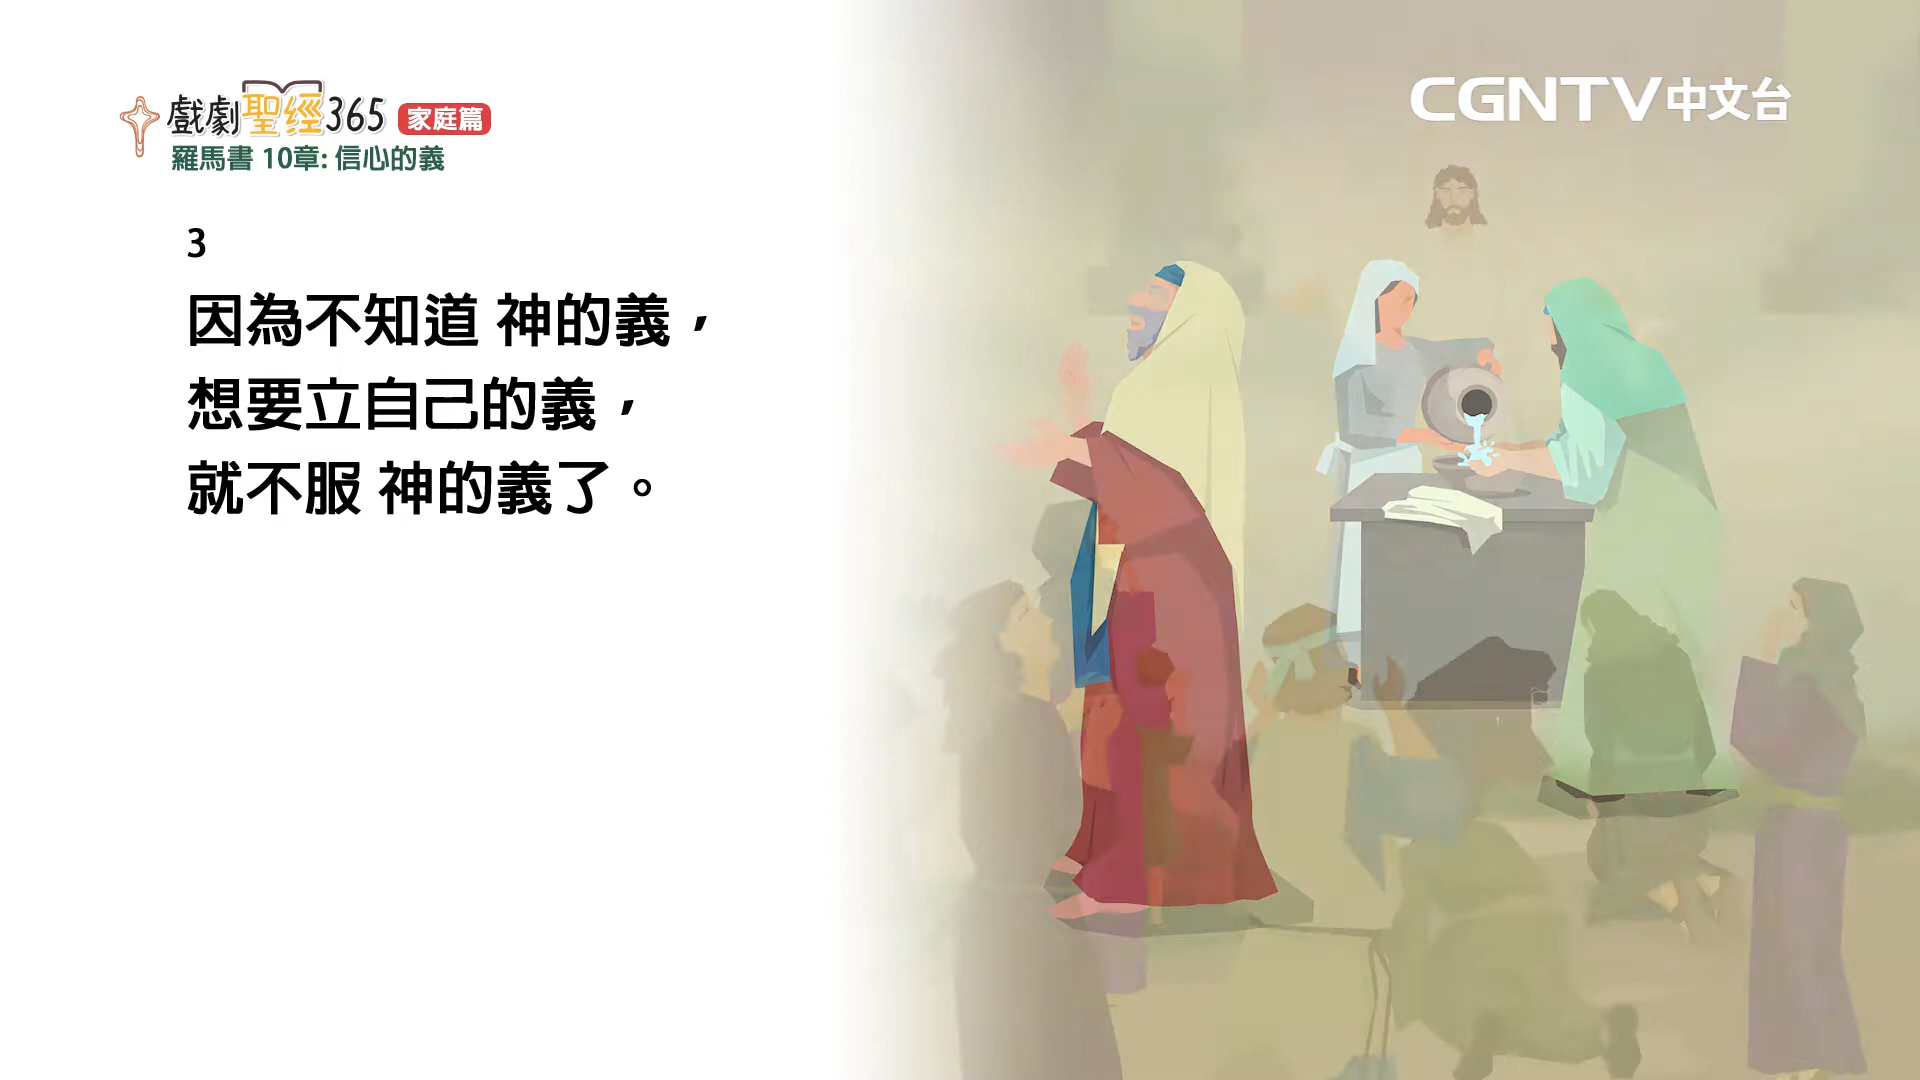 戲劇聖經365 家庭篇
CGNTV中文台
羅馬書 10章: 信心的義
3
因為不知道 神的義，
想要立自己的義，
就不服 神的義了。